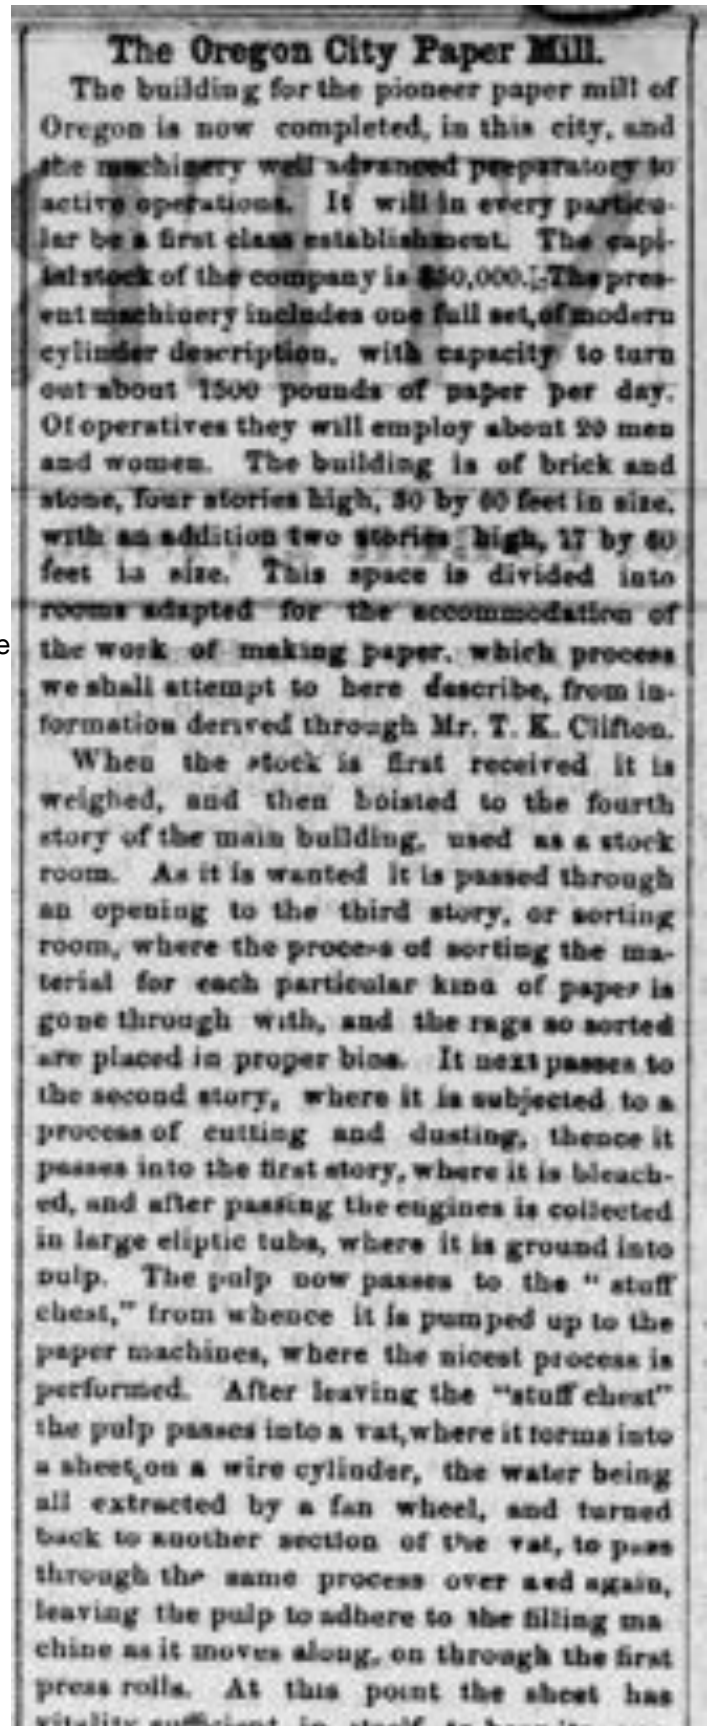 The Oregon City Paper Mill.
The building for the pioneer paper mill of
Oregon is now completed, in this city, and
the machinery well advanced preparatory to
active operations. It will in every particu-
lar be a first class establishment. The capi-
tal stock of the company is $50,000. The pres-
ent machinery includes one full set, of modern
cylinder description, with capacity to turn
out about 1500 pounds of paper per day.
Of operatives they will employ about 20 men
and women. The building is of brick and
stone, four stories high, by 60 feet in size,
with an addition two stories high, 17 by 60
feet in size. This space is divided into
rooms adapted for the accommodation of
e
the work of making paper, which process
we shall attempt to here describe, from in-
formation derived through Mr. T. K. Clifton.
When the stock is first received it is
weighed, and then hoisted to the fourth
story of the main building, used as a stock
room. As it is wanted it is passed through
an opening to the third story, or sorting
room, where the process of sorting the ma-
terial for each particular kind of paper is
gone through with, and the rags so sorted
are placed in proper bins. It next passes to
the second story, where it is subjected to a
process of cutting and dusting, thence it
passes into the first story, where it is bleach-
ed, and after passing the engines is collected
in large eliptic tubs, where it is ground into
pulp. The pulp now passes to the "stuff
chest," from whence it is pumped up to the
paper machines, where the nicest process is
performed. After leaving the "stuff chest"
the pulp passes into a vat, where it forms into
a sheet, on a wire cylinder, the water being
all extracted by a fan wheel, and turned
back to another section of the vat, to pass
through the same process over aed again,
leaving the pulp to adhere to the filling ma
chine as it moves along, on through the first
press rolls. At this point the sheet has
vitality sufficient in itself to